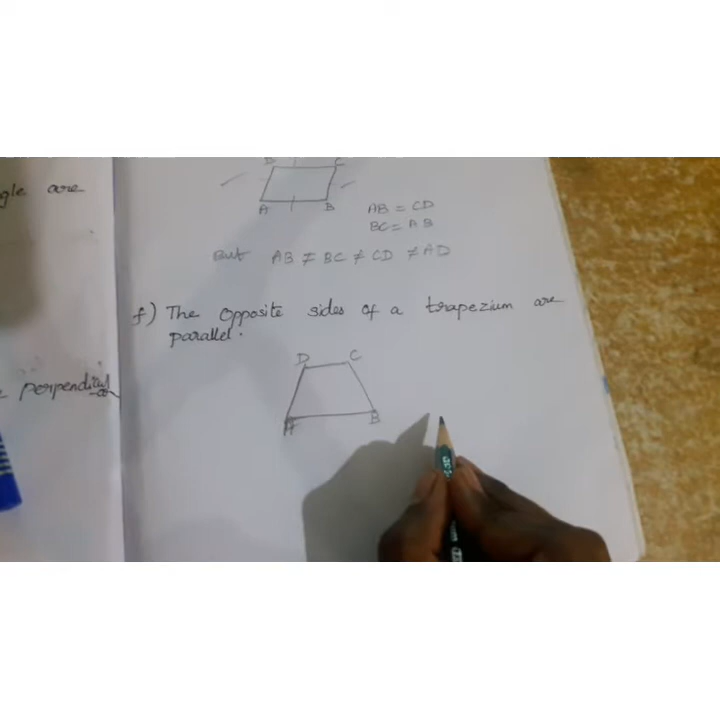 gle are
D C
A B
AB = CD
BC = AB
But AB ≠ BC ≠ CD ≠ AD
f) The opposite sides of a trapezium are
parallel.
perpendicular
D C
A B